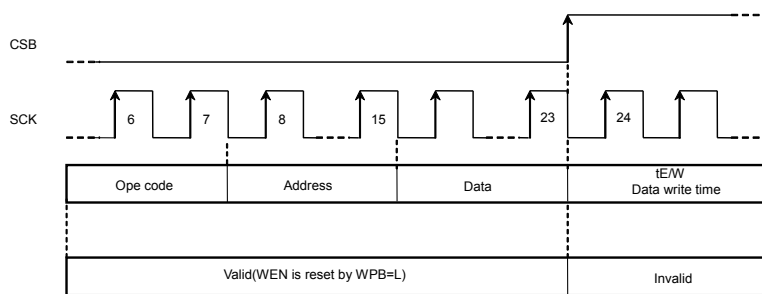 CSB
SCK
6 7 8 15 23 24
Ope code Address Data tE/W
Data write time
Valid(WEN is reset by WPB=L) Invalid